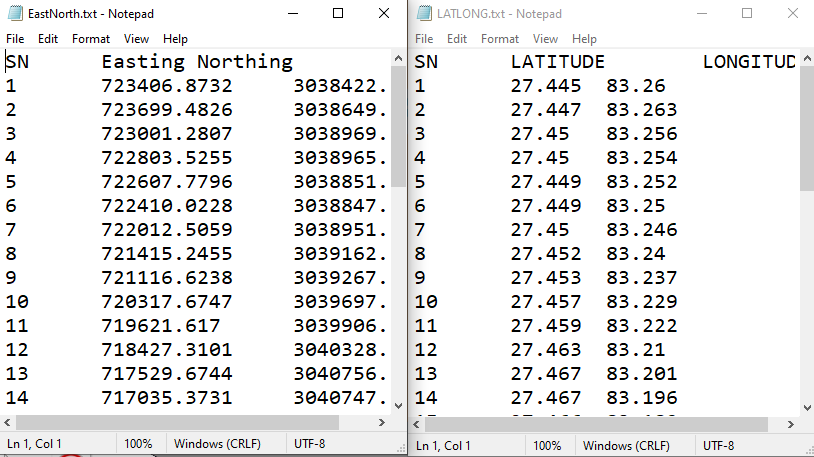 EastNorth.txt - Notepad
File Edit Format View Help
SN Easting Northing
1 723406.8732 3038422.
2 723699.4826 3038649.
3 723001.2807 3038969.
4 722803.5255 3038965.
5 722607.7796 3038851.
6 722410.0228 3038847.
7 722012.5059 3038951.
8 721415.2455 3039162.
9 721116.6238 3039267.
10 720317.6747 3039697.
11 719621.617 3039906.
12 718427.3101 3040328.
13 717529.6744 3040756.
14 717035.3731 3040747.
Ln 1, Col 1 100% Windows (CRLF) UTF-8
LATLONG.txt - Notepad
File Edit Format View Help
SN LATITUDE LONGITUD
1 27.445 83.26
2 27.447 83.263
3 27.45 83.256
4 27.45 83.254
5 27.449 83.252
6 27.449 83.25
7 27.45 83.246
8 27.452 83.24
9 27.453 83.237
10 27.457 83.229
11 27.459 83.222
12 27.463 83.21
13 27.467 83.201
14 27.467 83.196
Ln 1, Col 1 100% Windows (CRLF) UTF-8